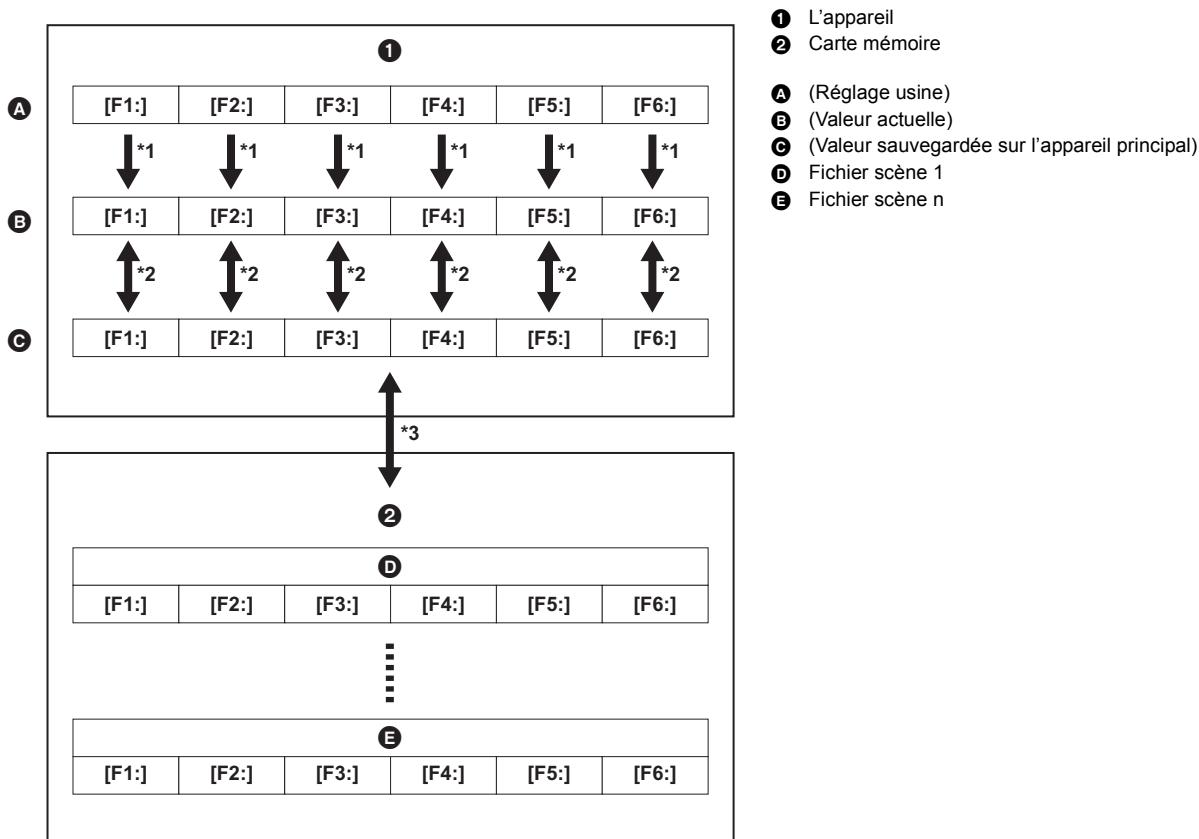 ❶ L'appareil
❷ Carte mémoire
Ⓐ (Réglage usine)
Ⓑ (Valeur actuelle)
Ⓒ (Valeur sauvegardée sur l'appareil principal)
Ⓓ Fichier scène 1
Ⓔ Fichier scène n
❶
Ⓐ [F1:] [F2:] [F3:] [F4:] [F5:] [F6:]
*1 *1 *1 *1 *1 *1
Ⓑ [F1:] [F2:] [F3:] [F4:] [F5:] [F6:]
*2 *2 *2 *2 *2 *2
Ⓒ [F1:] [F2:] [F3:] [F4:] [F5:] [F6:]
*3
❷
Ⓓ
[F1:] [F2:] [F3:] [F4:] [F5:] [F6:]
Ⓔ
[F1:] [F2:] [F3:] [F4:] [F5:] [F6:]